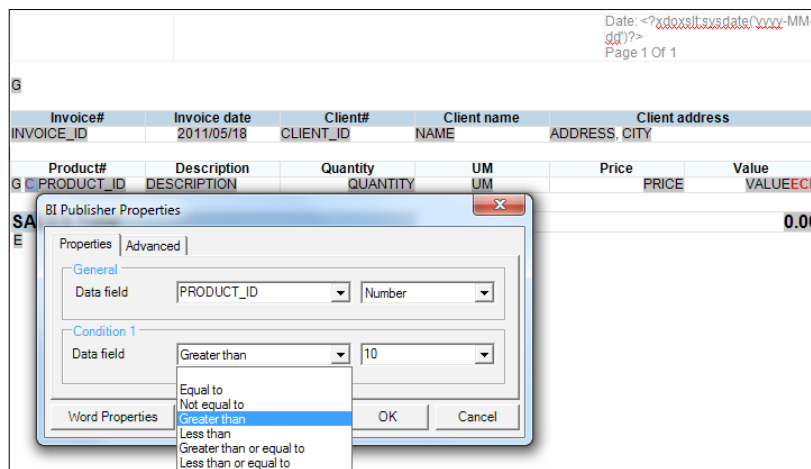 Date: <?xdoxslt:sysdate('yyyy-MM-
dd')?>
Page 1 Of 1
G
Invoice# Invoice date Client# Client name Client address
INVOICE_ID 2011/05/18 CLIENT_ID NAME ADDRESS, CITY
Product# Description Quantity UM Price Value
G C PRODUCT_ID DESCRIPTION QUANTITY UM PRICE VALUEEC
SA 0.00
E
BI Publisher Properties
Properties Advanced
General
Data field PRODUCT_ID Number
Condition 1
Data field Greater than 10
Equal to
Not equal to
Greater than
Less than
Greater than or equal to
Less than or equal to
Word Properties OK Cancel